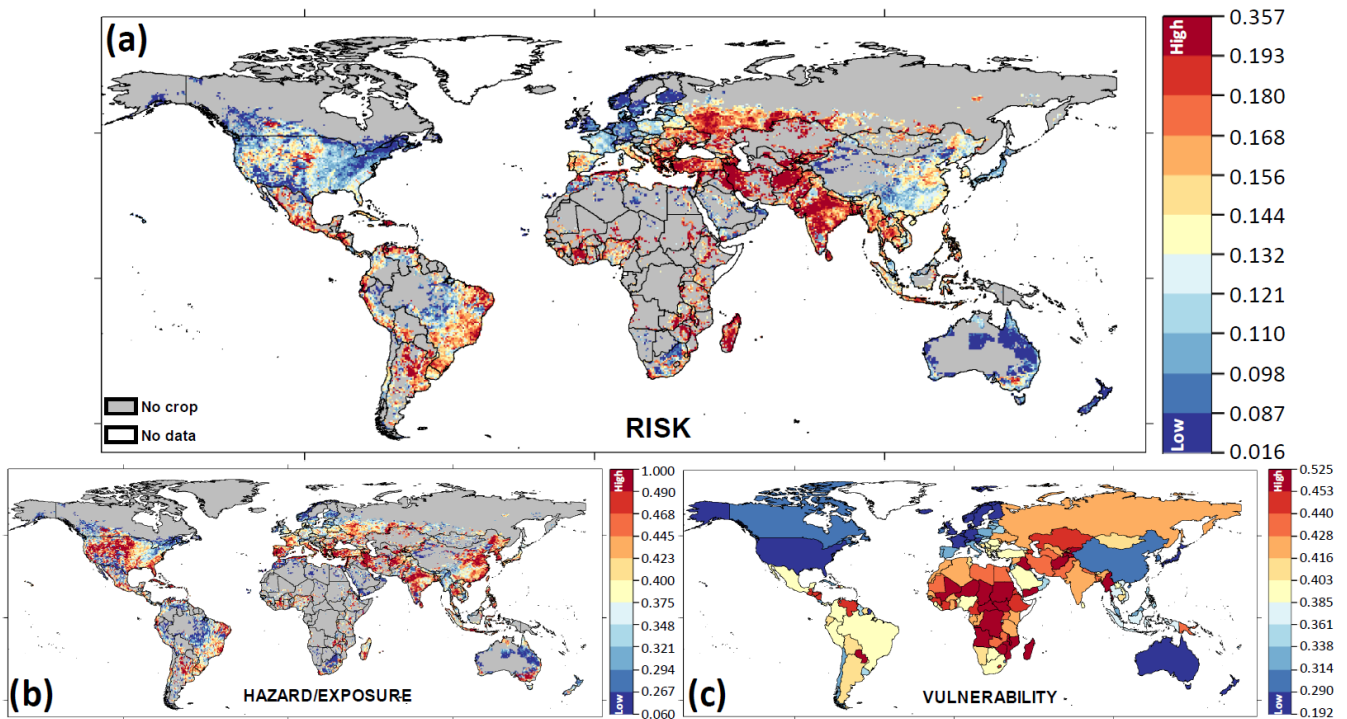 (a)
High
0.357
0.193
0.180
0.168
0.156
0.144
0.132
0.121
0.110
0.098
0.087
Low
0.016
No crop
No data
RISK
(b)
HAZARD/EXPOSURE
High
1.000
0.490
0.468
0.445
0.423
0.400
0.375
0.348
0.321
0.294
0.267
Low
0.060
(c)
VULNERABILITY
High
0.525
0.453
0.440
0.428
0.416
0.403
0.385
0.361
0.338
0.314
0.290
Low
0.192